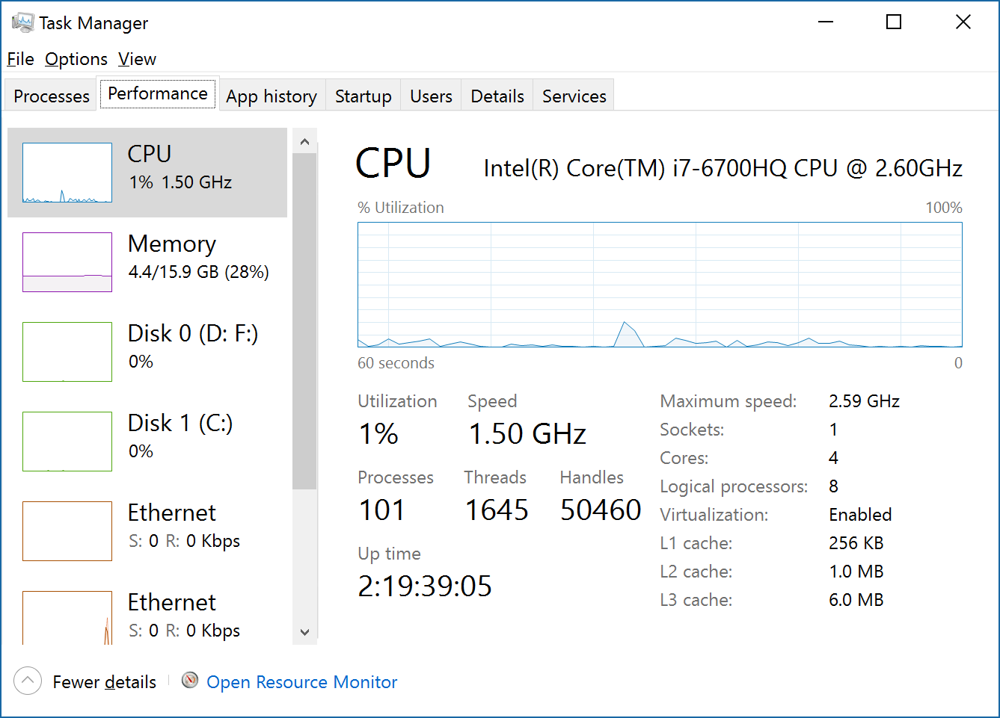 Task Manager
File Options View
Processes Performance App history Startup Users Details Services
CPU
1% 1.50 GHz
Memory
4.4/15.9 GB (28%)
Disk 0 (D: F:)
0%
Disk 1 (C:)
0%
Ethernet
S: 0 R: 0 Kbps
Ethernet
S: 0 R: 0 Kbps
CPU Intel(R) Core(TM) i7-6700HQ CPU @ 2.60GHz
% Utilization 100%
60 seconds 0
Utilization Speed
1% 1.50 GHz
Processes Threads Handles
101 1645 50460
Up time
2:19:39:05
Maximum speed: 2.59 GHz
Sockets: 1
Cores: 4
Logical processors: 8
Virtualization: Enabled
L1 cache: 256 KB
L2 cache: 1.0 MB
L3 cache: 6.0 MB
Fewer details Open Resource Monitor